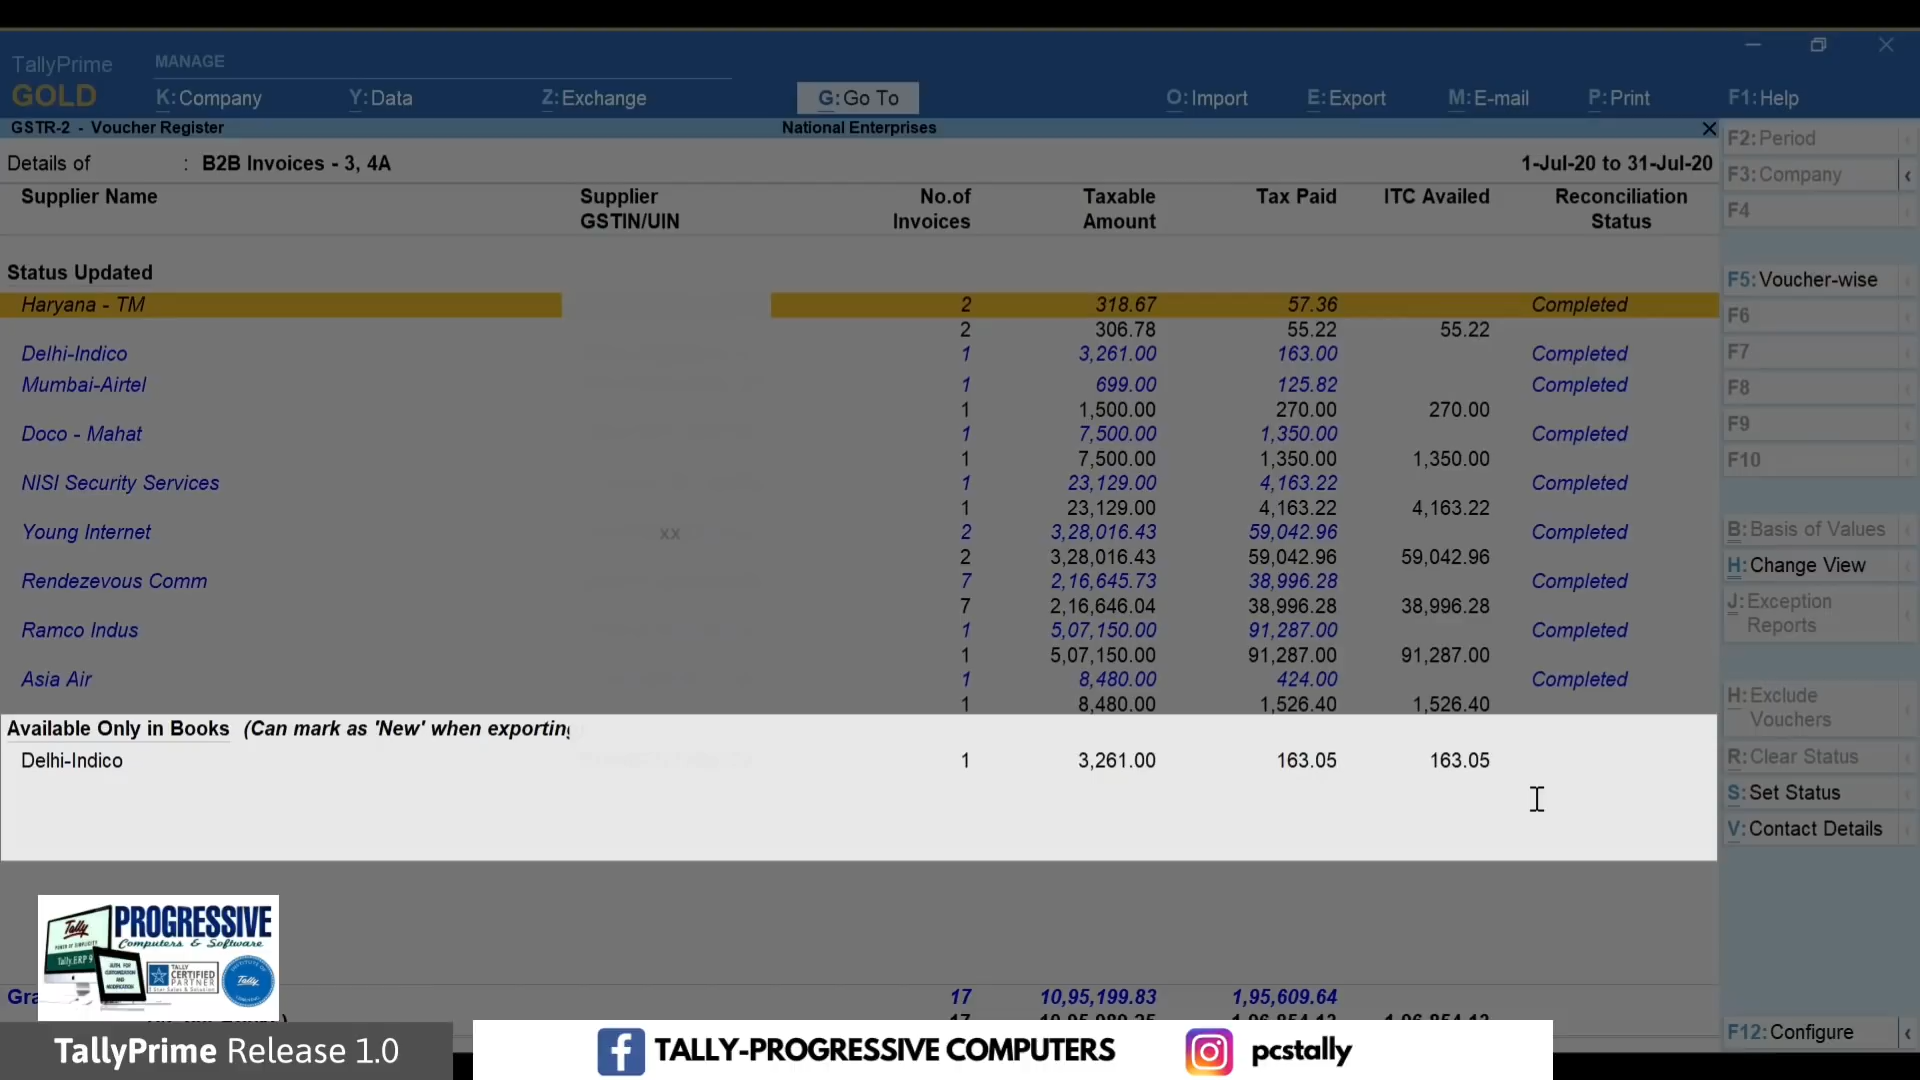 TallyPrime
GOLD
MANAGE
K: Company Y: Data Z: Exchange G: Go To O: Import E: Export M: E-mail P: Print F1: Help
GSTR-2 - Voucher Register National Enterprises
Details of : B2B Invoices - 3, 4A 1-Jul-20 to 31-Jul-20
Supplier Name Supplier GSTIN/UIN No.of Invoices Taxable Amount Tax Paid ITC Availed Reconciliation Status
Status Updated
Haryana - TM 2 318.67 57.36 Completed
2 306.78 55.22 55.22
Delhi-Indico 1 3,261.00 163.00 Completed
Mumbai-Airtel 1 699.00 125.82 Completed
1 1,500.00 270.00 270.00
Doco - Mahat 1 7,500.00 1,350.00 Completed
1 7,500.00 1,350.00 1,350.00
NISI Security Services 1 23,129.00 4,163.22 Completed
1 23,129.00 4,163.22 4,163.22
Young Internet xx 2 3,28,016.43 59,042.96 Completed
2 3,28,016.43 59,042.96 59,042.96
Rendezevous Comm 7 2,16,645.73 38,996.28 Completed
7 2,16,646.04 38,996.28 38,996.28
Ramco Indus 1 5,07,150.00 91,287.00 Completed
1 5,07,150.00 91,287.00 91,287.00
Asia Air 1 8,480.00 424.00 Completed
1 8,480.00 1,526.40 1,526.40
Available Only in Books (Can mark as 'New' when exporting
Delhi-Indico 1 3,261.00 163.05 163.05
17 10,95,199.83 1,95,609.64
F2: Period
F3: Company
F4
F5: Voucher-wise
F6
F7
F8
F9
F10
B: Basis of Values
H: Change View
J: Exception
Reports
H: Exclude
Vouchers
R: Clear Status
S: Set Status
V: Contact Details
F12: Configure
Tally
Tally.ERP 9
PROGRESSIVE
Computers & Software
TALLY
CERTIFIED
PARTNER
Tally
TallyPrime Release 1.0
TALLY-PROGRESSIVE COMPUTERS
pcstally